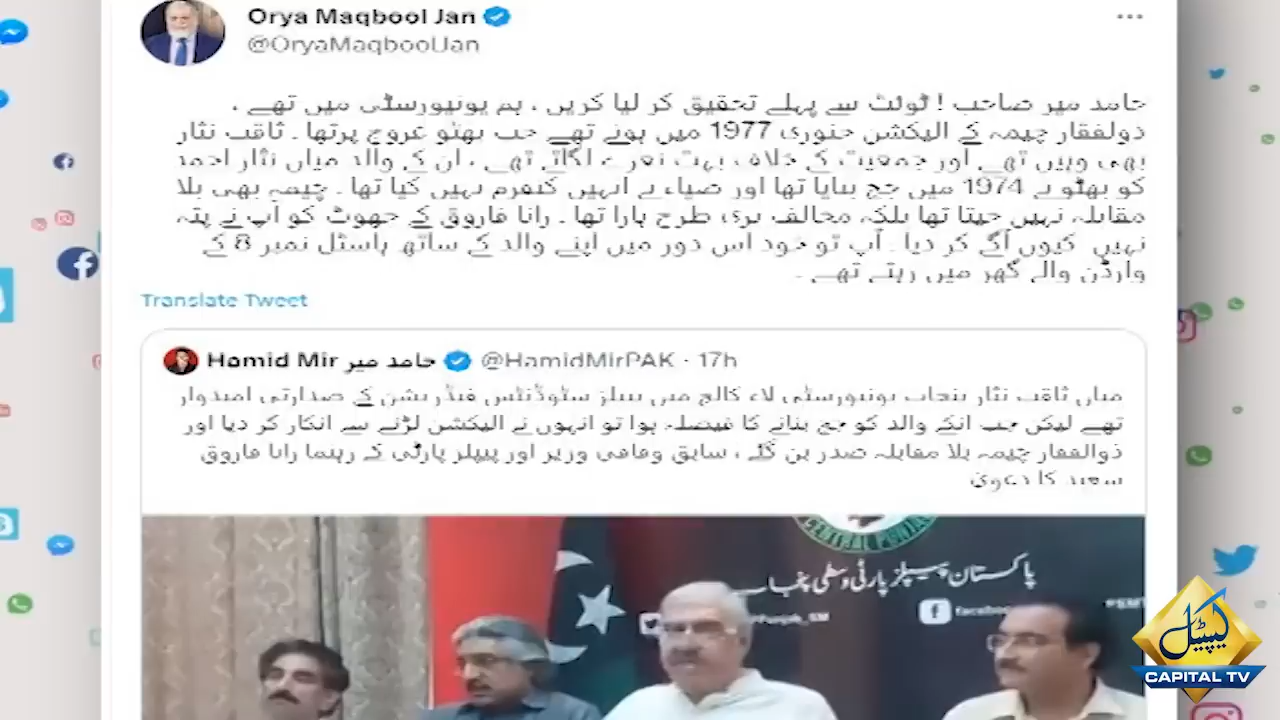 Orya Maqbool Jan
@OryaMaqboolJan
حامد میر صاحب ! ٹوئٹ سے پہلے تحقیق کر لیا کریں ، ہم یونیورسٹی میں تھے ،
ذولفقار چیمہ کے الیکشن جنوری 1977 میں ہوئے تھے جب بھٹو عروج پرتھا ۔ ثاقب نثار
بھی وہیں تھے اور جمعیت کے خلاف بہت نعرے لگاتے تھے ، ان کے والد میاں نثار احمد
کو بھٹو نے 1974 میں جج بنایا تھا اور ضیاء نے انہیں کنفرم نہیں کیا تھا ۔ چیمہ بھی بلا
مقابلہ نہیں جیتا تھا بلکہ مخالف بری طرح ہارا تھا ۔ رانا فاروق کے جھوٹ کو آپ نے پتہ
نہیں کیوں آگے کر دیا ۔ آپ تو خود اس دور میں اپنے والد کے ساتھ ہاسٹل نمبر 8 کے
وارڈن والے گھر میں رہتے تھے ۔
Translate Tweet
Hamid Mir حامد میر @HamidMirPAK · 17h
میاں ثاقب نثار پنجاب یونیورسٹی لاء کالج میں پیپلز سٹوڈنٹس فیڈریشن کے صدارتی امیدوار
تھے لیکن جب انکے والد کو جج بنانے کا فیصلہ ہوا تو انہوں نے الیکشن لڑنے سے انکار کر دیا اور
ذوالفقار چیمہ بلا مقابلہ صدر بن گئے ، سابق وفاقی وزیر اور پیپلز پارٹی کے رہنما رانا فاروق
سعید کا دعویٰ
CENTRAL PUNJAB
پاکستان پیپلز پارٹی وسطی پنجاب
کیپیٹل
CAPITAL TV